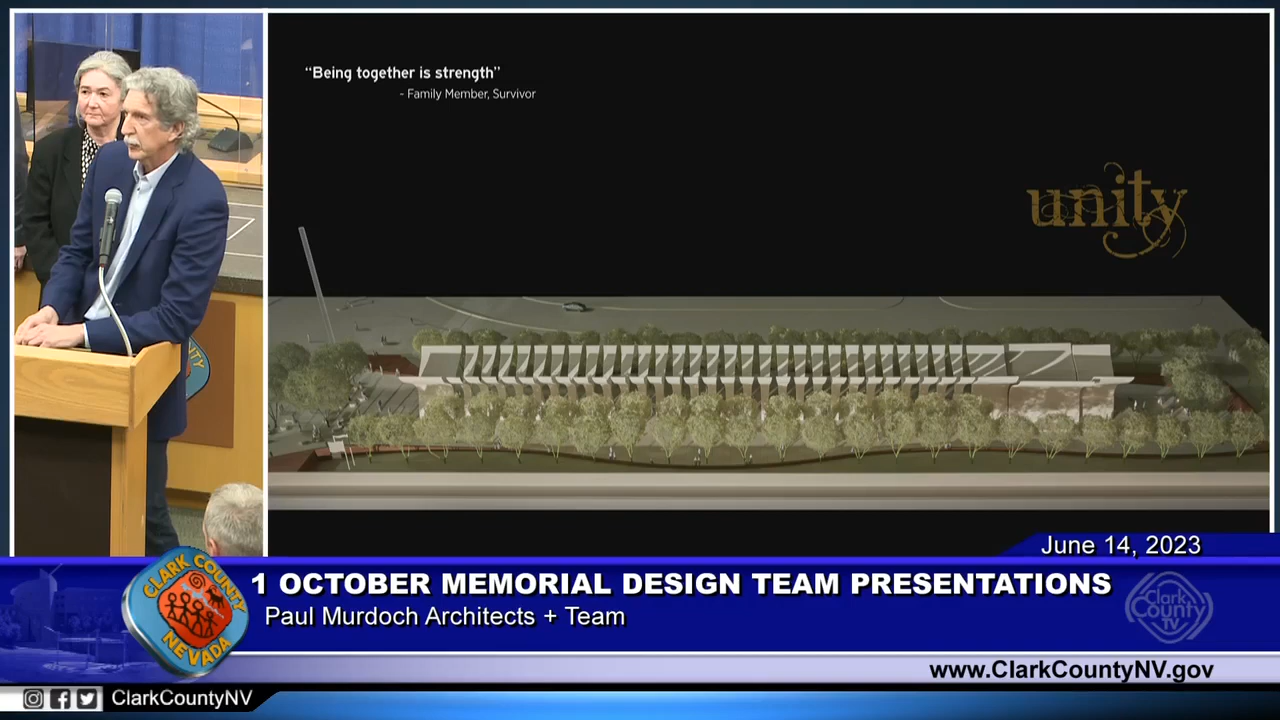 “Being together is strength”
- Family Member, Survivor
unity
June 14, 2023
1 OCTOBER MEMORIAL DESIGN TEAM PRESENTATIONS
Paul Murdoch Architects + Team
CLARK COUNTY
NEVADA
Clark
County
TV
www.ClarkCountyNV.gov
ClarkCountyNV